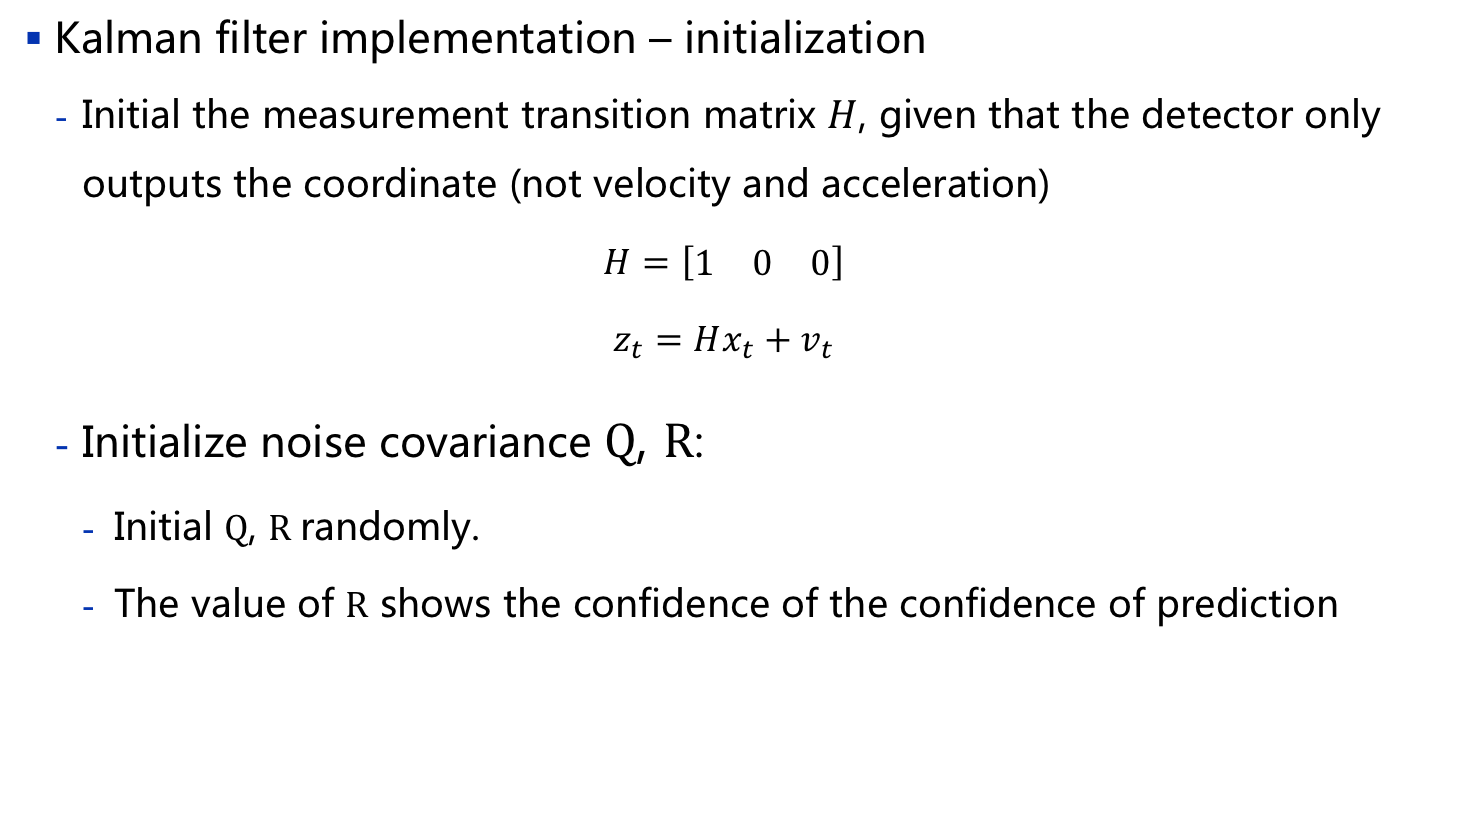 ▪ Kalman filter implementation – initialization
- Initial the measurement transition matrix H, given that the detector only
outputs the coordinate (not velocity and acceleration)
H = [1 0 0]
z_t = Hx_t + v_t
- Initialize noise covariance Q, R:
- Initial Q, R randomly.
- The value of R shows the confidence of the confidence of prediction